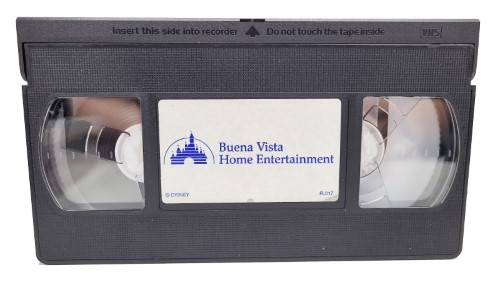 Insert this side into recorder Do not touch the tape inside VHS
Buena Vista
Home Entertainment
© DISNEY